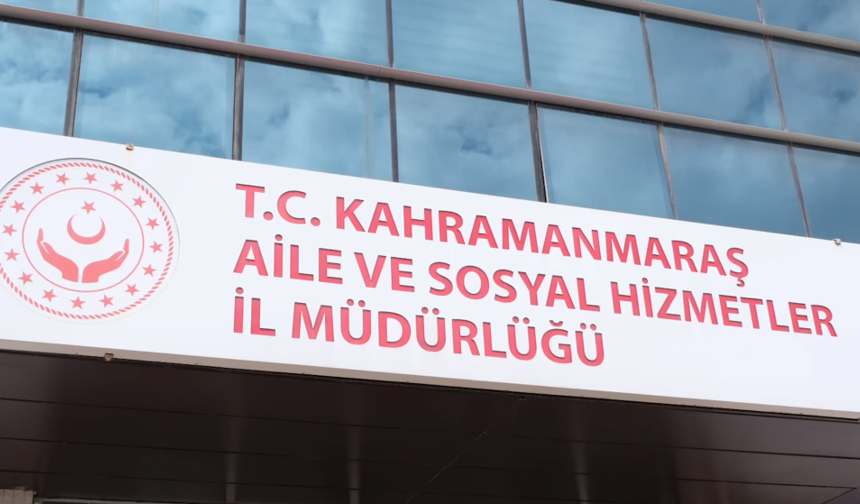 T.C. KAHRAMANMARAŞ
AİLE VE SOSYAL HİZMETLER
İL MÜDÜRLÜĞÜ